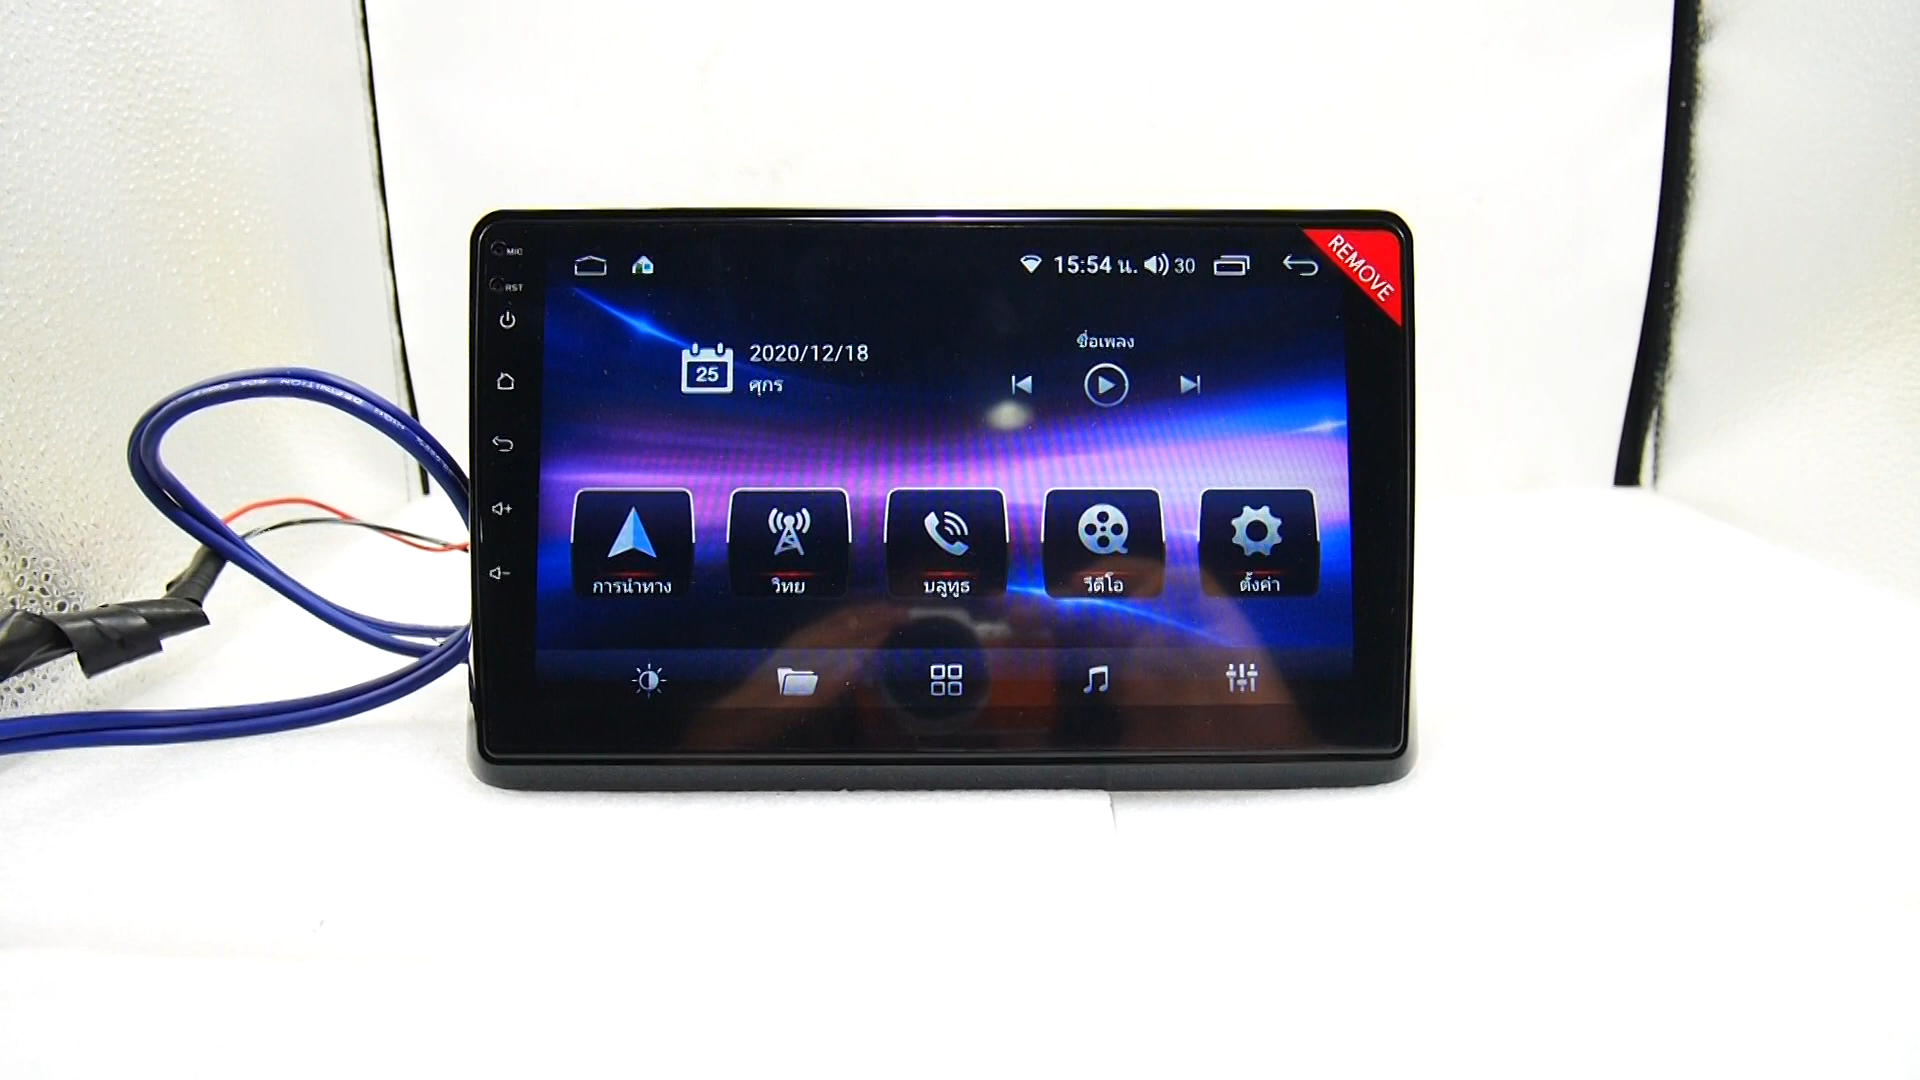 MIC
RST
15:54 น. 30
REMOVE
25
2020/12/18
ศุกร
ชื่อเพลง
การนำทาง
วิทย
บลูทูธ
วีดีโอ
ตั้งค่า